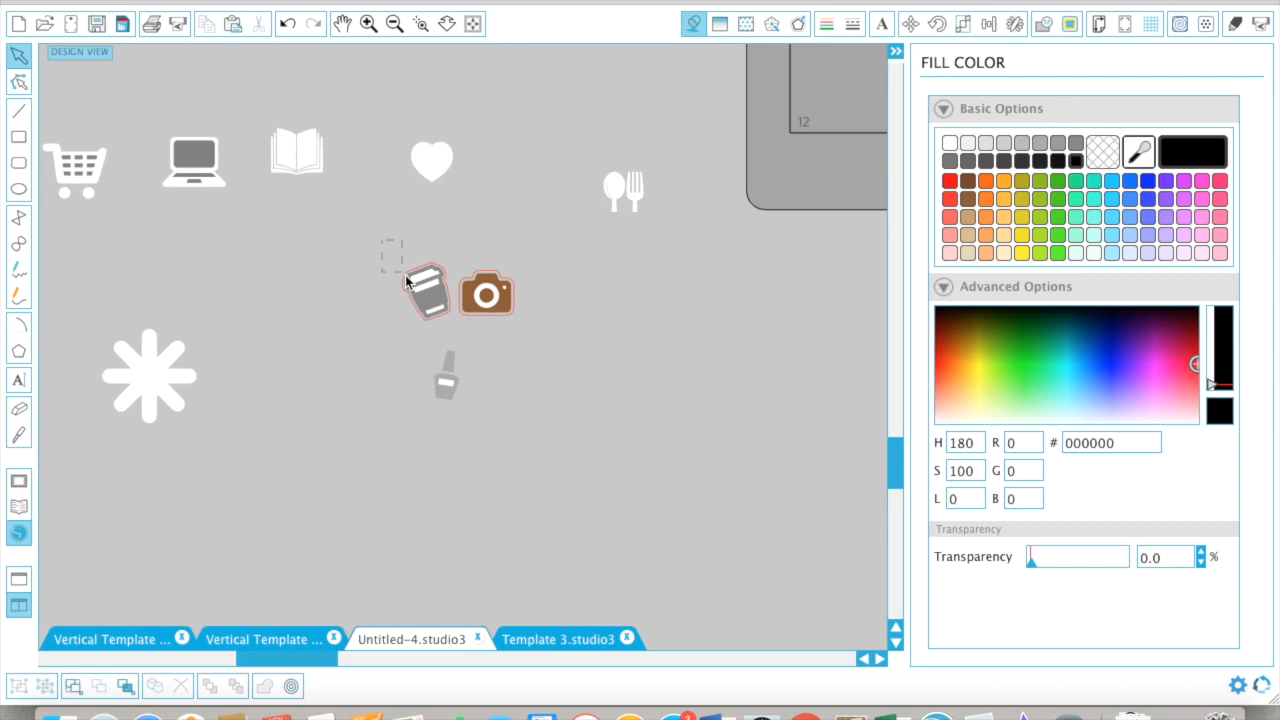 DESIGN VIEW
12
A
A
FILL COLOR
Basic Options
Advanced Options
H 180 R 0 # 000000
S 100 G 0
L 0 B 0
Transparency
Transparency 0.0 %
Vertical Template ... x Vertical Template ... x Untitled-4.studio3 x Template 3.studio3 x